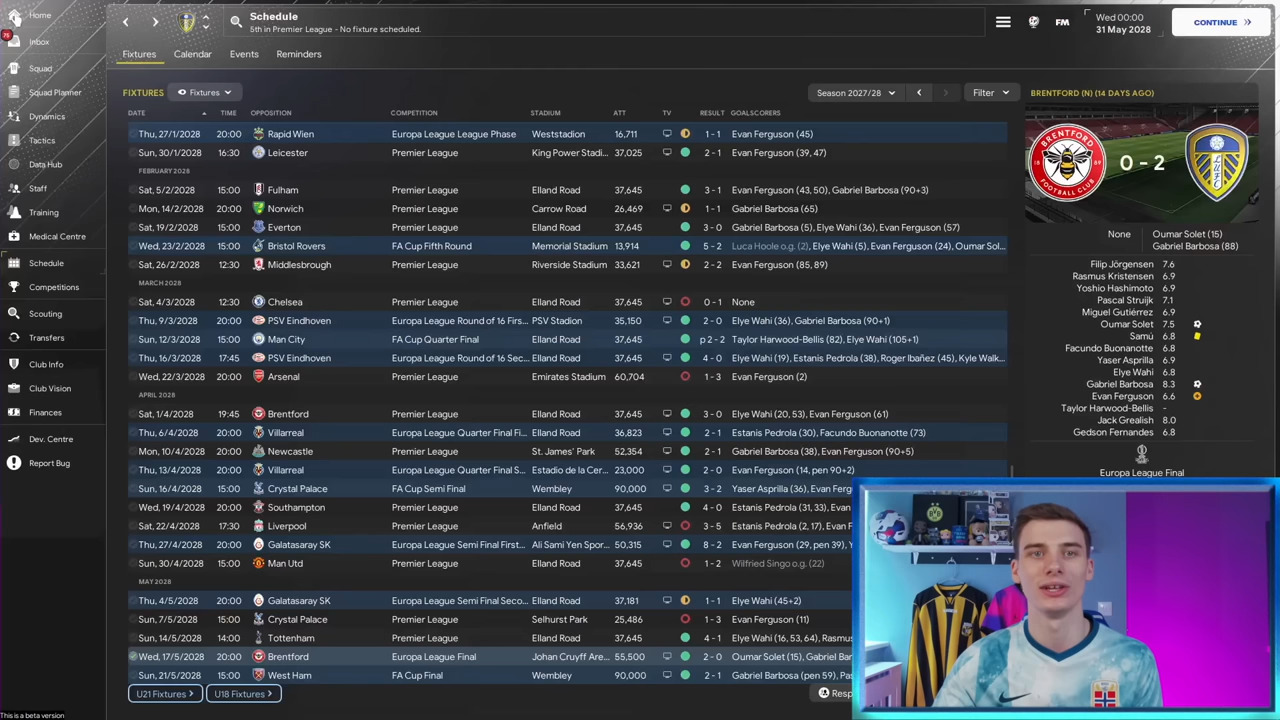 Home
75
Inbox
Squad
Squad Planner
Dynamics
Tactics
Data Hub
Staff
Training
Medical Centre
Schedule
Competitions
Scouting
Transfers
Club Info
Club Vision
Finances
Dev. Centre
Report Bug
This is a beta version
Schedule
5th in Premier League - No fixture scheduled.
FM
Wed 00:00
31 May 2028
CONTINUE
Fixtures Calendar Events Reminders
FIXTURES Fixtures Season 2027/28 Filter
DATE TIME OPPOSITION COMPETITION STADIUM ATT TV RESULT GOALSCORERS
Thu, 27/1/2028 20:00 Rapid Wien Europa League League Phase Weststadion 16,711 1 - 1 Evan Ferguson (45)
Sun, 30/1/2028 16:30 Leicester Premier League King Power Stadi... 37,025 2 - 1 Evan Ferguson (39, 47)
FEBRUARY 2028
Sat, 5/2/2028 15:00 Fulham Premier League Elland Road 37,645 3 - 1 Evan Ferguson (43, 50), Gabriel Barbosa (90+3)
Mon, 14/2/2028 20:00 Norwich Premier League Carrow Road 26,469 1 - 1 Gabriel Barbosa (65)
Sat, 19/2/2028 15:00 Everton Premier League Elland Road 37,645 3 - 0 Gabriel Barbosa (5), Elye Wahi (36), Evan Ferguson (57)
Wed, 23/2/2028 15:00 Bristol Rovers FA Cup Fifth Round Memorial Stadium 13,914 5 - 2 Luca Hoole o.g. (2), Elye Wahi (5), Evan Ferguson (24), Oumar Sol...
Sat, 26/2/2028 12:30 Middlesbrough Premier League Riverside Stadium 33,621 2 - 2 Evan Ferguson (85, 89)
MARCH 2028
Sat, 4/3/2028 12:30 Chelsea Premier League Elland Road 37,645 0 - 1 None
Thu, 9/3/2028 20:00 PSV Eindhoven Europa League Round of 16 Firs... PSV Stadion 35,150 2 - 0 Elye Wahi (36), Gabriel Barbosa (90+1)
Sun, 12/3/2028 15:00 Man City FA Cup Quarter Final Elland Road 37,645 p 2 - 2 Taylor Harwood-Bellis (82), Elye Wahi (105+1)
Thu, 16/3/2028 17:45 PSV Eindhoven Europa League Round of 16 Sec... Elland Road 37,645 4 - 0 Elye Wahi (19), Estanis Pedrola (38), Roger Ibañez (45), Kyle Walk...
Wed, 22/3/2028 20:00 Arsenal Premier League Emirates Stadium 60,704 1 - 3 Evan Ferguson (2)
APRIL 2028
Sat, 1/4/2028 19:45 Brentford Premier League Elland Road 37,645 3 - 0 Elye Wahi (20, 53), Evan Ferguson (61)
Thu, 6/4/2028 20:00 Villarreal Europa League Quarter Final Fi... Elland Road 36,823 2 - 1 Estanis Pedrola (30), Facundo Buonanotte (73)
Mon, 10/4/2028 20:00 Newcastle Premier League St. James' Park 52,354 2 - 1 Gabriel Barbosa (38), Evan Ferguson (90+5)
Thu, 13/4/2028 20:00 Villarreal Europa League Quarter Final S... Estadio de la Cer... 23,000 2 - 0 Evan Ferguson (14, pen 90+2)
Sun, 16/4/2028 15:00 Crystal Palace FA Cup Semi Final Wembley 90,000 3 - 2 Yaser Asprilla (36), Evan Ferguson
Wed, 19/4/2028 20:00 Southampton Premier League Elland Road 37,645 4 - 0 Estanis Pedrola (31, 33), Evan
Sat, 22/4/2028 17:30 Liverpool Premier League Anfield 56,936 3 - 5 Estanis Pedrola (2, 17), Evan
Thu, 27/4/2028 20:00 Galatasaray SK Europa League Semi Final First... Ali Sami Yen Spor... 50,315 8 - 2 Evan Ferguson (29, pen 39),
Sun, 30/4/2028 15:00 Man Utd Premier League Elland Road 37,645 1 - 2 Wilfried Singo o.g. (22)
MAY 2028
Thu, 4/5/2028 20:00 Galatasaray SK Europa League Semi Final Seco... Elland Road 37,181 1 - 1 Elye Wahi (45+2)
Sun, 7/5/2028 15:00 Crystal Palace Premier League Selhurst Park 25,486 1 - 3 Evan Ferguson
Sun, 14/5/2028 14:00 Tottenham Premier League Elland Road 37,645 4 - 1 Elye Wahi (16, 53, 64), Rasmus
Wed, 17/5/2028 20:00 Brentford Europa League Final Johan Cruyff Are... 55,500 2 - 0 Oumar Solet (15), Gabriel Bar
Sun, 21/5/2028 15:00 West Ham FA Cup Final Wembley 90,000 2 - 1 Gabriel Barbosa (pen 59),
U21 Fixtures U18 Fixtures Resp
BRENTFORD (N) (14 DAYS AGO)
BRENTFORD
18 89
FOOTBALL CLUB
0 - 2
LUFC
None Oumar Solet (15)
Gabriel Barbosa (88)
Filip Jörgensen 7.6
Rasmus Kristensen 6.9
Yoshio Hashimoto 6.9
Pascal Struijk 7.1
Miguel Gutiérrez 6.9
Oumar Solet 7.5
Samú 6.8
Facundo Buonanotte 6.8
Yaser Asprilla 6.9
Elye Wahi 6.8
Gabriel Barbosa 8.3
Evan Ferguson 6.6
Taylor Harwood-Bellis -
Jack Grealish 8.0
Gedson Fernandes 6.8
Europa League Final